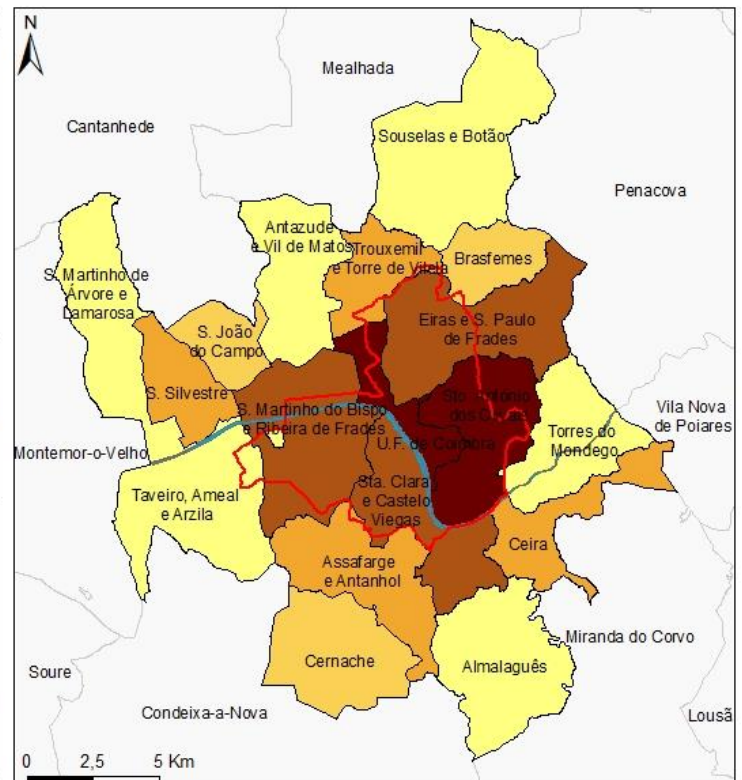 N
Mealhada
Cantanhede
Souselas e Botão
Penacova
Antazude
e Vil de Matos
Trouxemil
e Torre de Vilela
Brasfemes
S. Martinho de
Árvore e
Lamarosa
S. João
do Campo
Eiras e S. Paulo
de Frades
S. Silvestre
Sto. António
dos Olivais
S. Martinho do Bispo
e Ribeira de Frades
Vila Nova
de Poiares
U.F. de Coimbra
Torres do
Mondego
Montemor-o-Velho
Taveiro, Ameal
e Arzila
Sta. Clara
e Castelo
Viegas
Assafarge
e Antanhol
Ceira
Miranda do Corvo
Cernache
Almalaguês
Soure
Condeixa-a-Nova
Lousã
0 2,5 5 Km